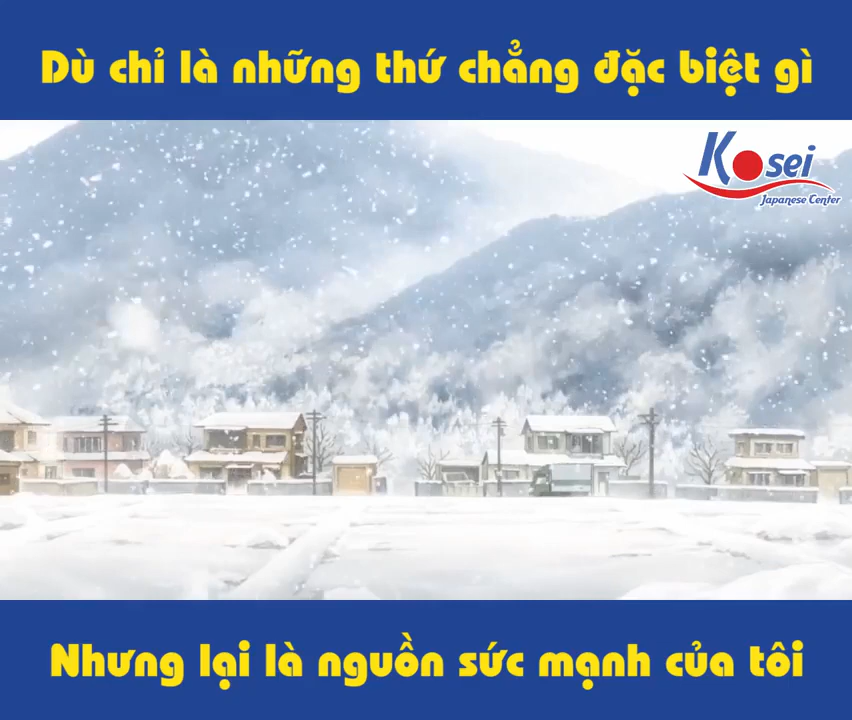 Dù chỉ là những thứ chẳng đặc biệt gì
Kosei
Japanese Center
Nhưng lại là nguồn sức mạnh của tôi